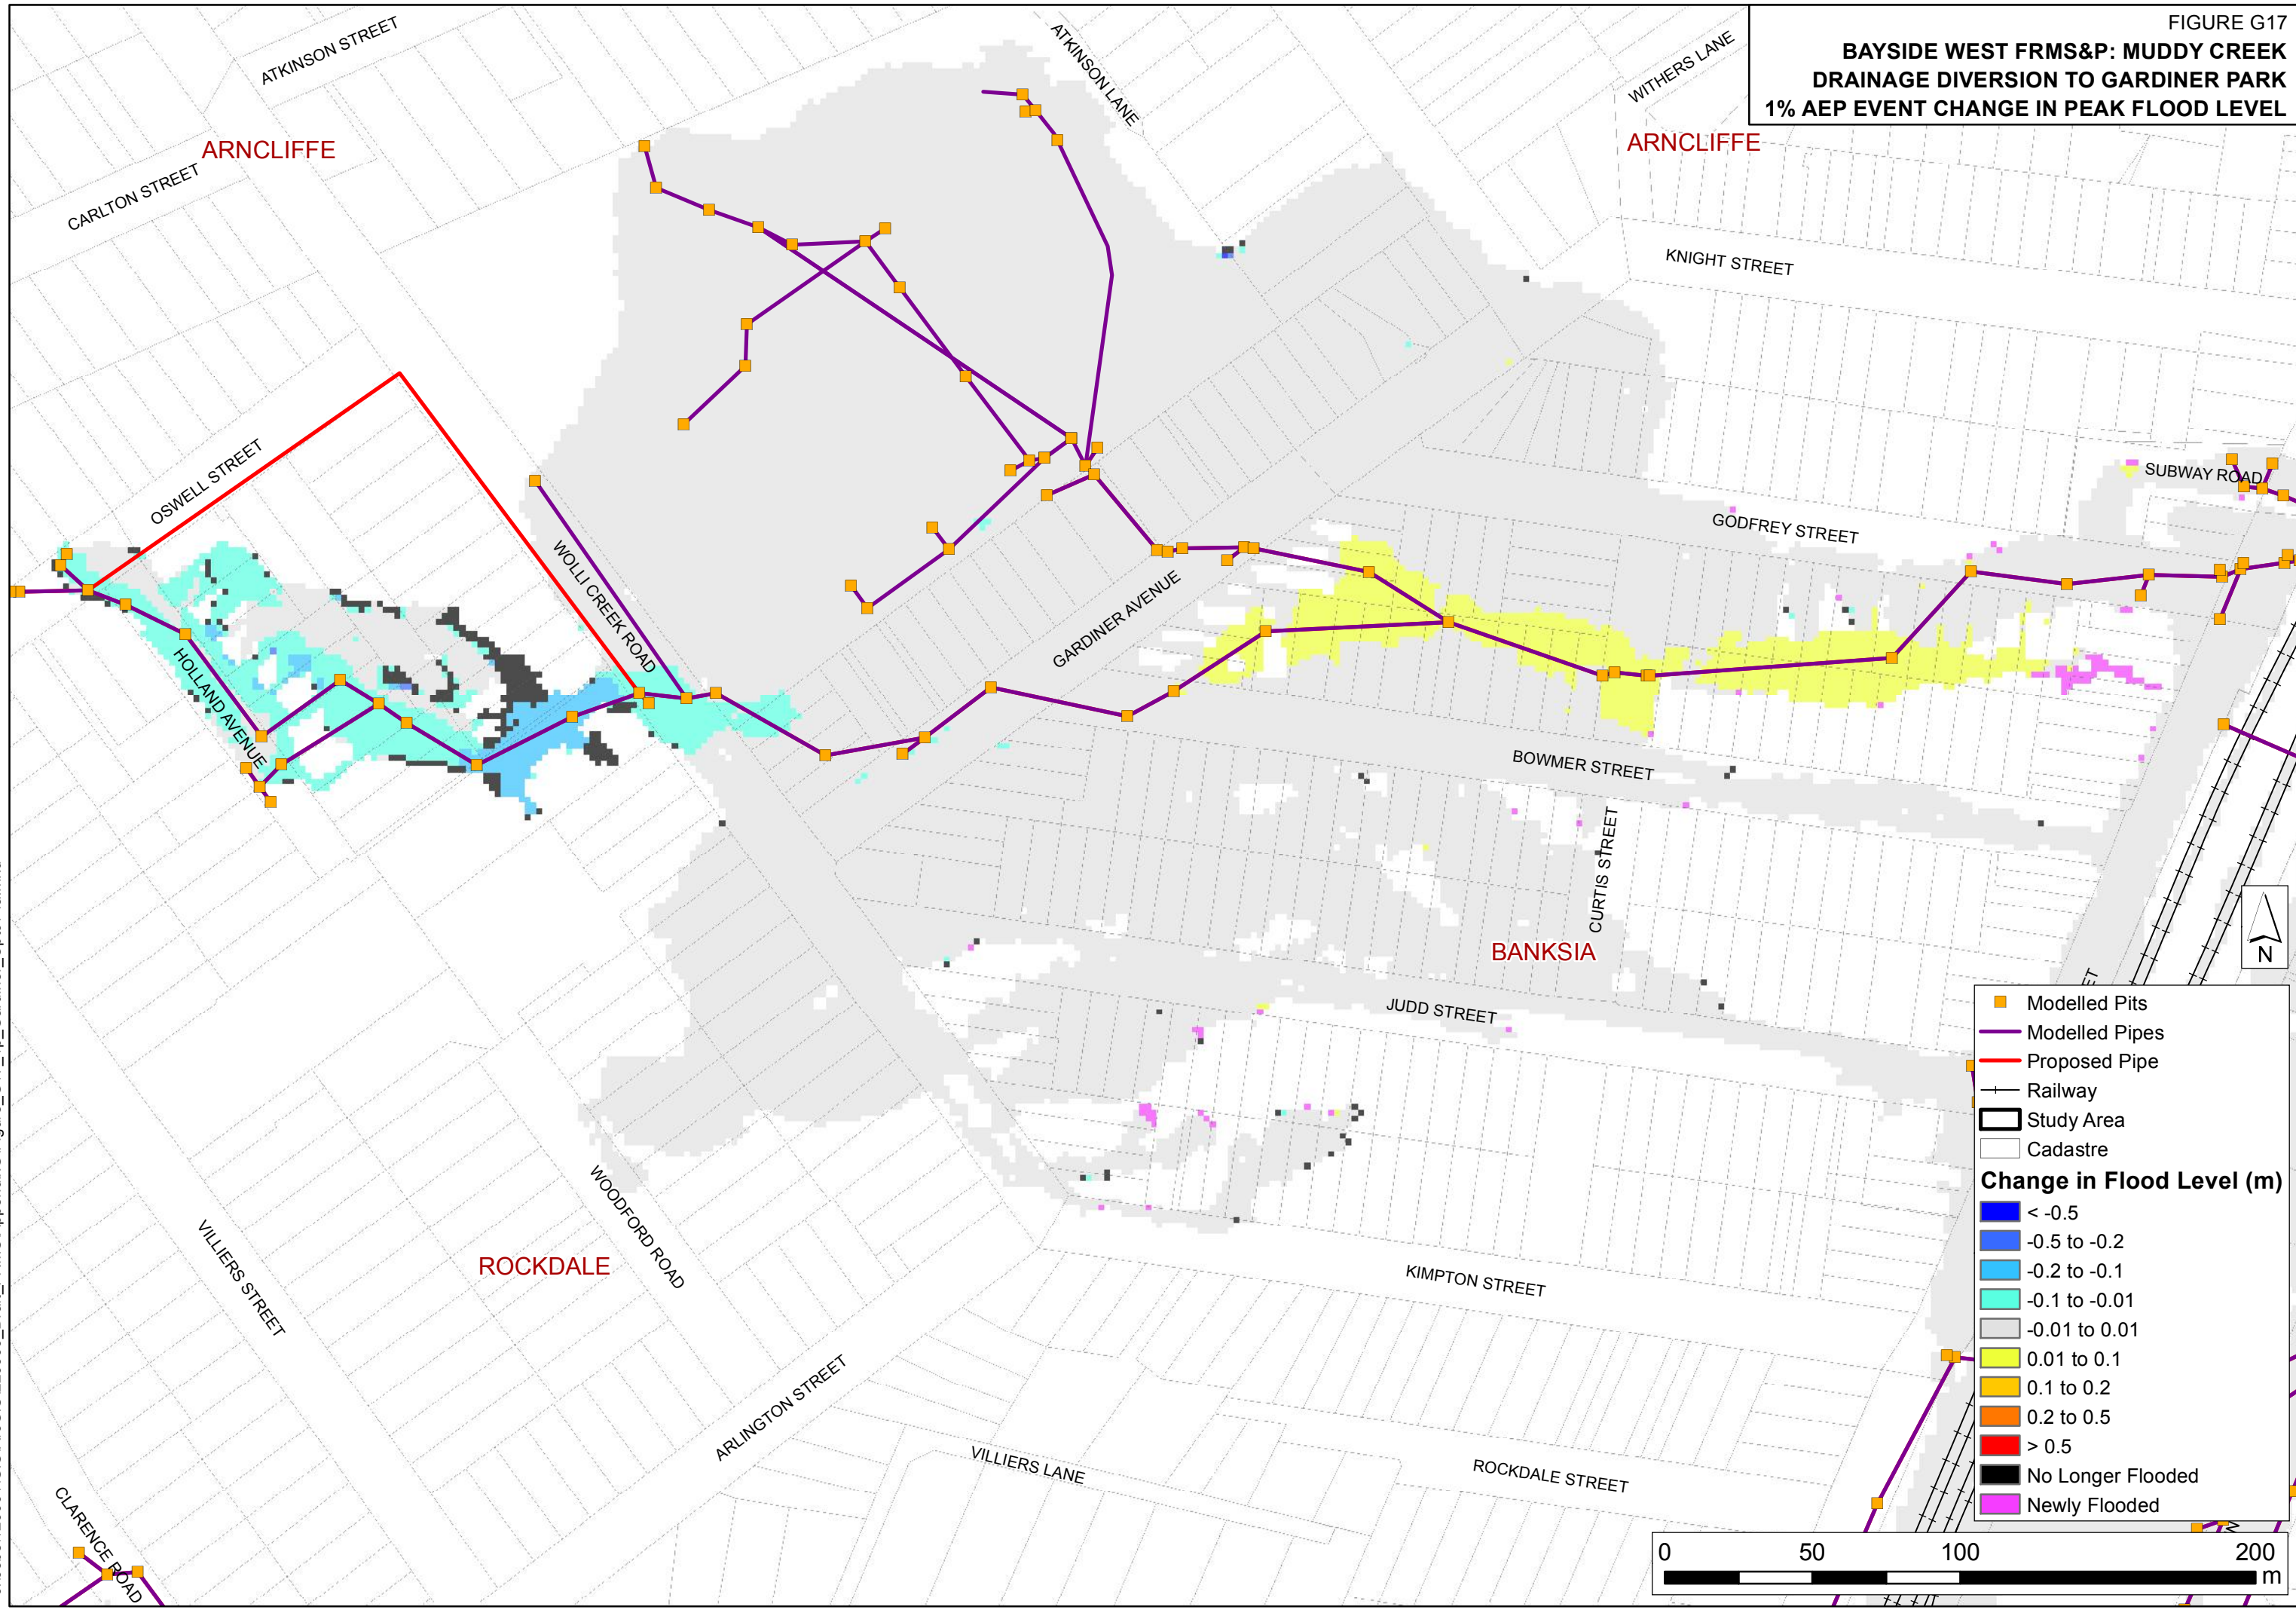 FIGURE G17
BAYSIDE WEST FRMS&P: MUDDY CREEK
DRAINAGE DIVERSION TO GARDINER PARK
1% AEP EVENT CHANGE IN PEAK FLOOD LEVEL
ATKINSON STREET
ATKINSON LANE
WITHERS LANE
ARNCLIFFE
ARNCLIFFE
CARLTON STREET
KNIGHT STREET
OSWELL STREET
SUBWAY ROAD
GODFREY STREET
WOLLI CREEK ROAD
GARDINER AVENUE
HOLLAND AVENUE
BOWMER STREET
CURTIS STREET
BANKSIA
JUDD STREET
N
WOODFORD ROAD
VILLIERS STREET
ROCKDALE
KIMPTON STREET
ARLINGTON STREET
VILLIERS LANE
ROCKDALE STREET
CLARENCE ROAD
Modelled Pits
Modelled Pipes
Proposed Pipe
Railway
Study Area
Cadastre
Change in Flood Level (m)
< -0.5
-0.5 to -0.2
-0.2 to -0.1
-0.1 to -0.01
-0.01 to 0.01
0.01 to 0.1
0.1 to 0.2
0.2 to 0.5
> 0.5
No Longer Flooded
Newly Flooded
0 50 100 200
m